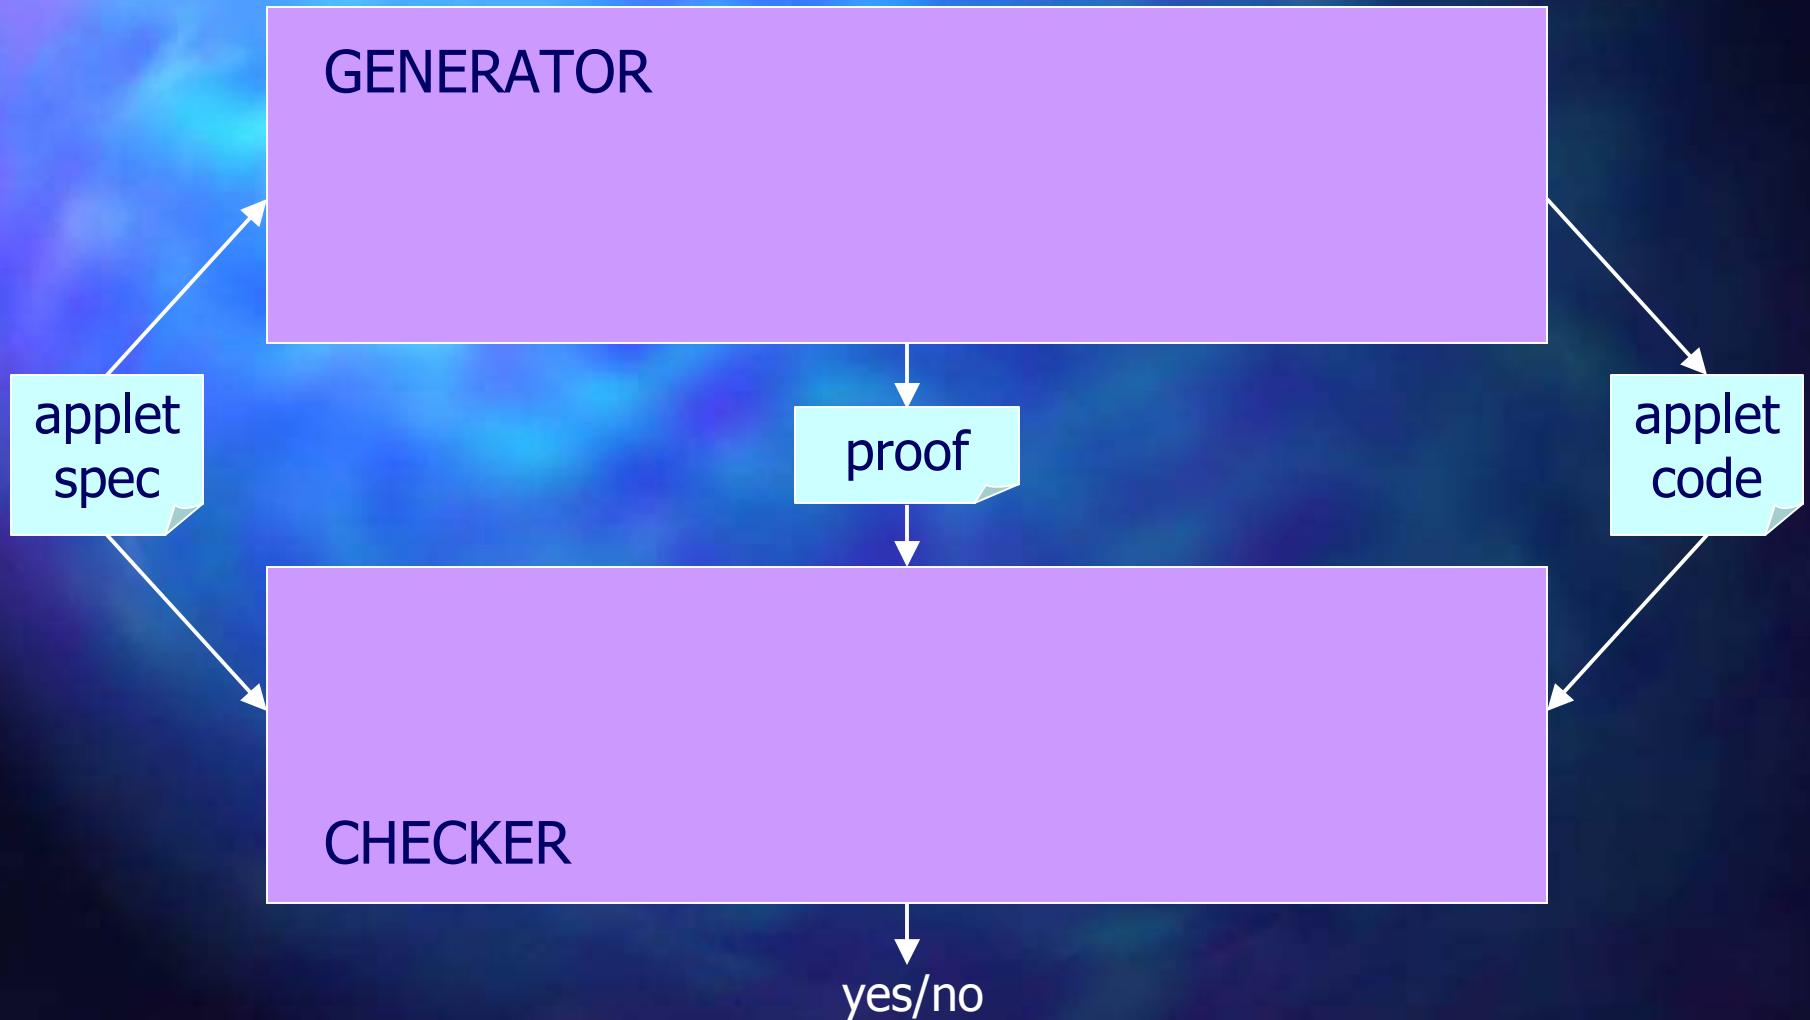 GENERATOR
applet
spec
proof
applet
code
CHECKER
yes/no